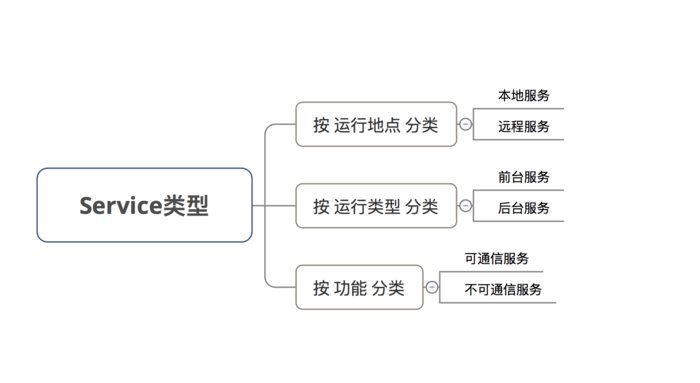 Service类型
按 运行地点 分类
本地服务
远程服务
按 运行类型 分类
前台服务
后台服务
按 功能 分类
可通信服务
不可通信服务